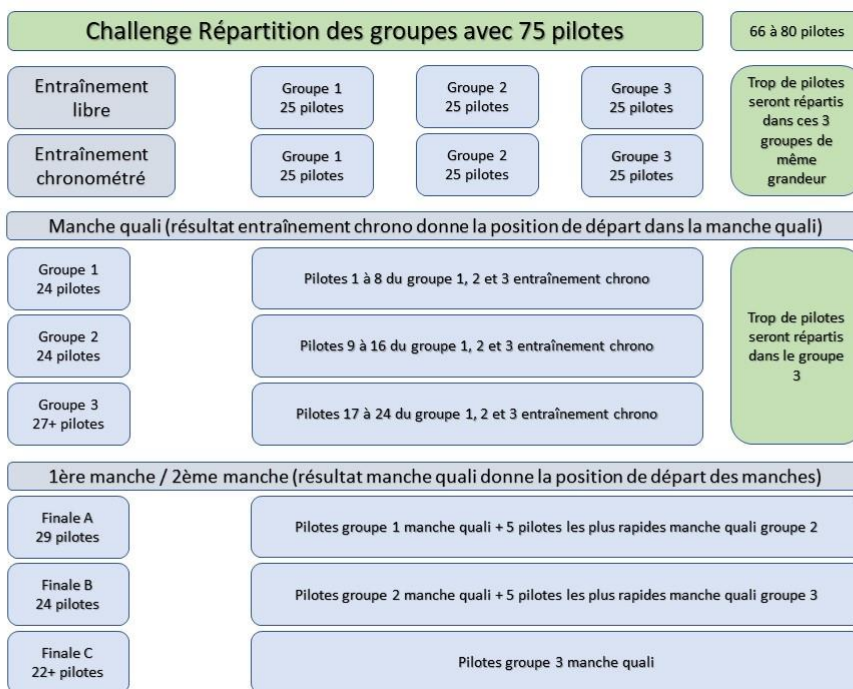 Challenge Répartition des groupes avec 75 pilotes
66 à 80 pilotes
Entraînement
libre
Groupe 1
25 pilotes
Groupe 2
25 pilotes
Groupe 3
25 pilotes
Trop de pilotes
seront répartis
dans ces 3
groupes de
même
grandeur
Entraînement
chronométré
Groupe 1
25 pilotes
Groupe 2
25 pilotes
Groupe 3
25 pilotes
Manche quali (résultat entraînement chrono donne la position de départ dans la manche quali)
Groupe 1
24 pilotes
Pilotes 1 à 8 du groupe 1, 2 et 3 entraînement chrono
Trop de pilotes
seront répartis
dans le groupe
3
Groupe 2
24 pilotes
Pilotes 9 à 16 du groupe 1, 2 et 3 entraînement chrono
Groupe 3
27+ pilotes
Pilotes 17 à 24 du groupe 1, 2 et 3 entraînement chrono
1ère manche / 2ème manche (résultat manche quali donne la position de départ des manches)
Finale A
29 pilotes
Pilotes groupe 1 manche quali + 5 pilotes les plus rapides manche quali groupe 2
Finale B
24 pilotes
Pilotes groupe 2 manche quali + 5 pilotes les plus rapides manche quali groupe 3
Finale C
22+ pilotes
Pilotes groupe 3 manche quali